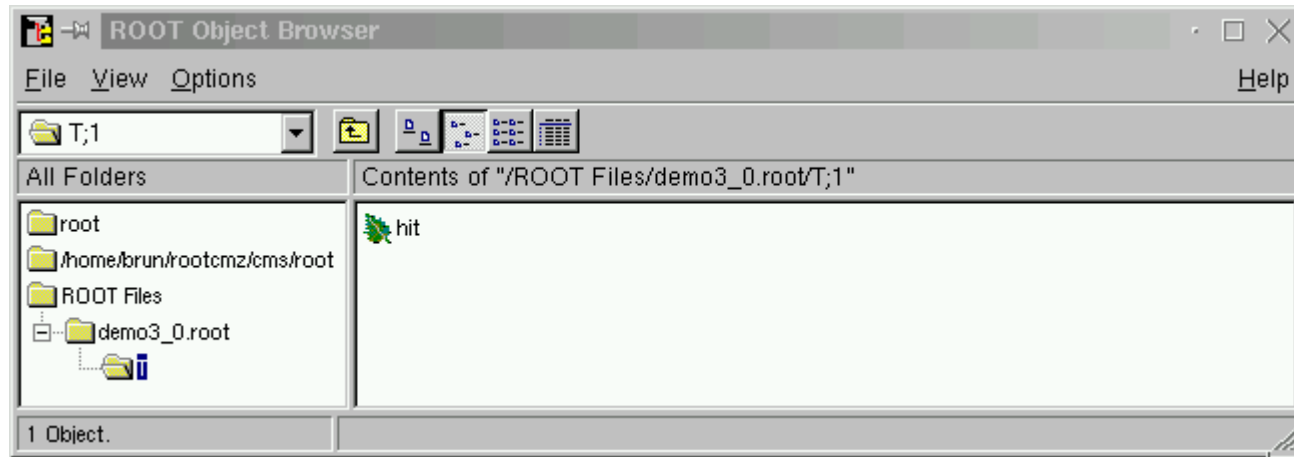 ROOT Object Browser
File View Options Help
T;1
All Folders Contents of "/ROOT Files/demo3_0.root/T;1"
root hit
/home/brun/rootcmz/cms/root
ROOT Files
demo3_0.root
T
1 Object.